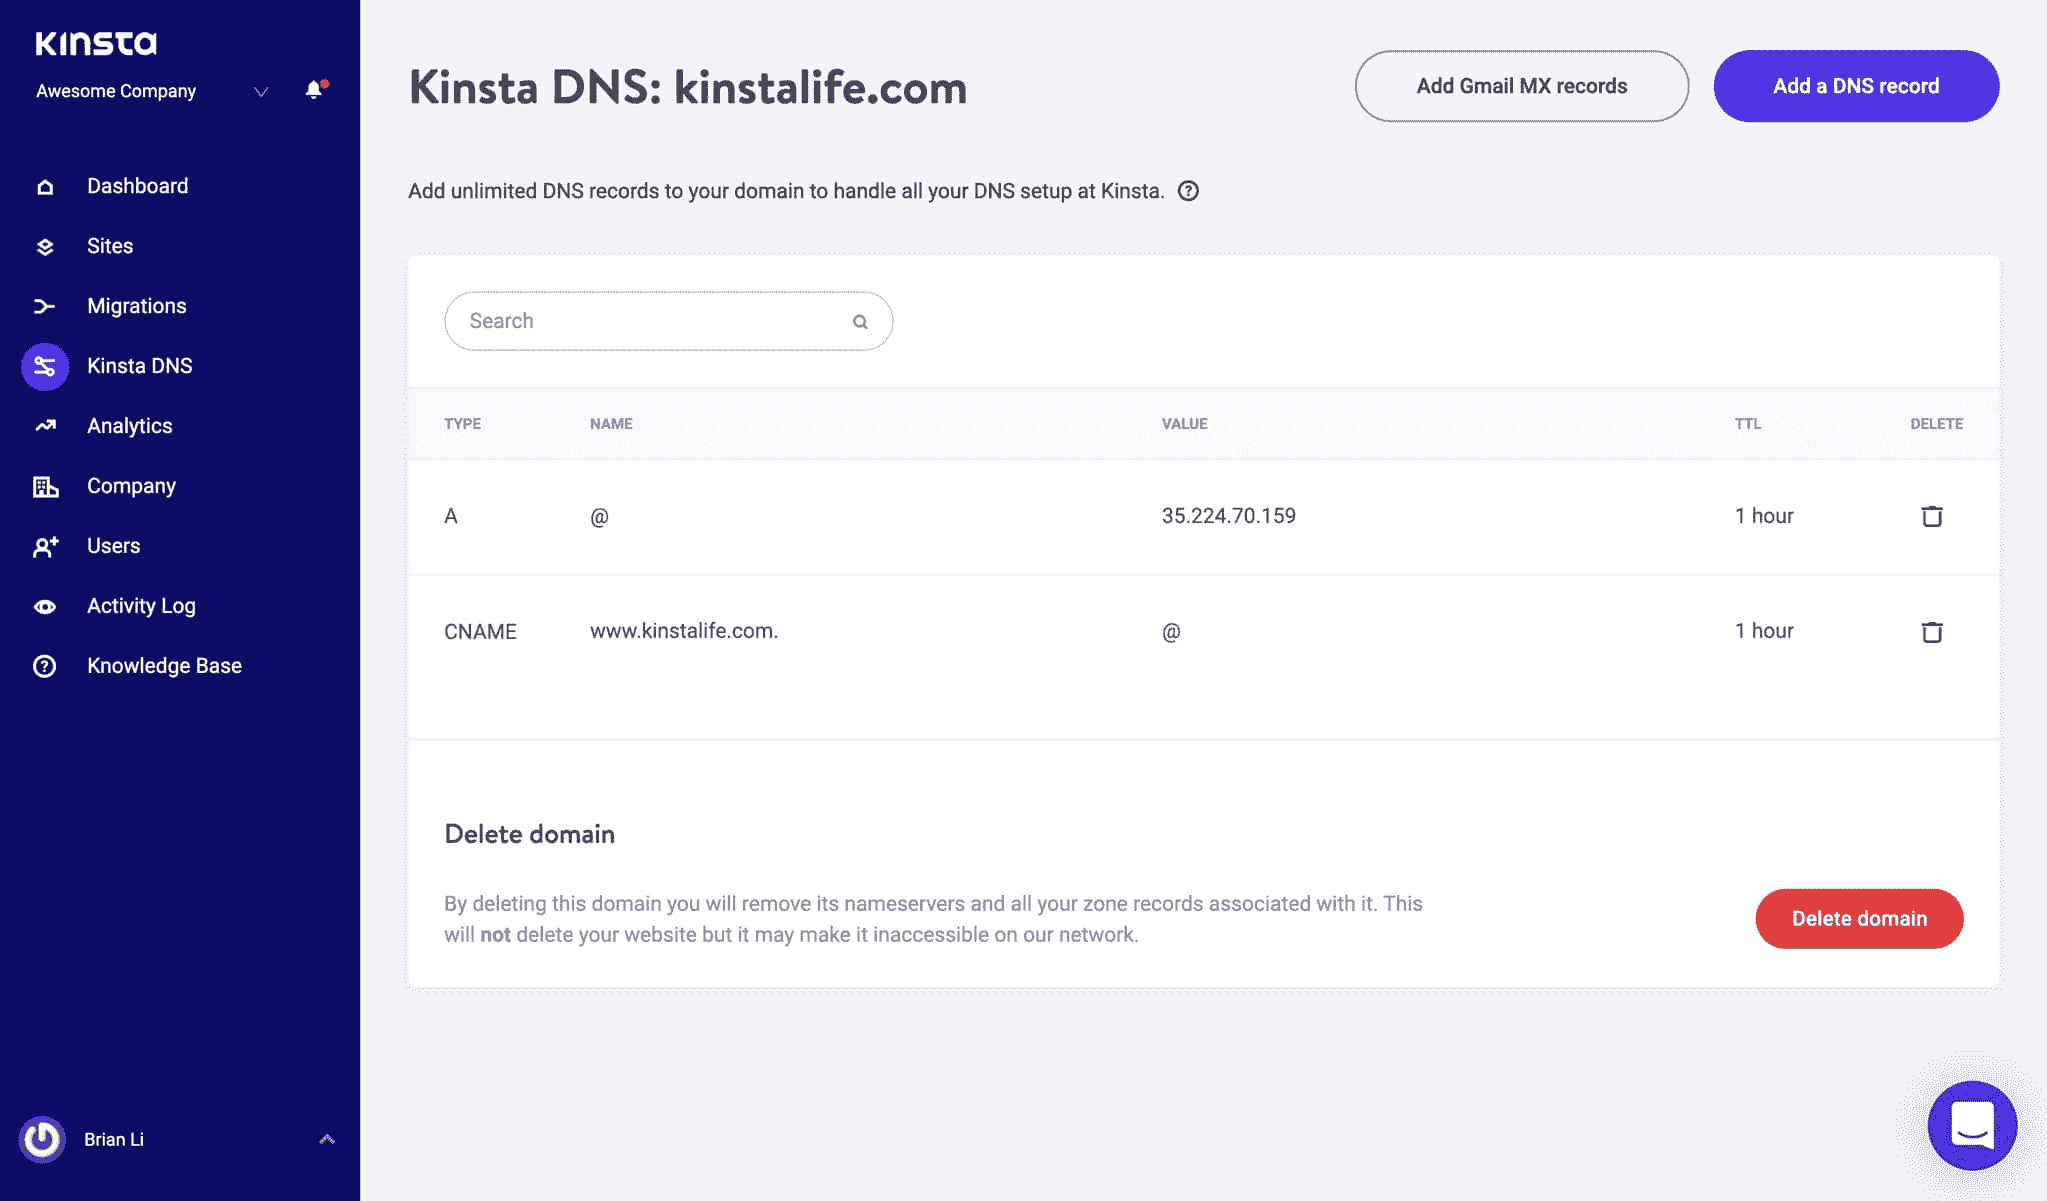 KINSTA
Awesome Company
Dashboard
Sites
Migrations
Kinsta DNS
Analytics
Company
Users
Activity Log
Knowledge Base
Brian Li
Kinsta DNS: kinstalife.com
Add Gmail MX records
Add a DNS record
Add unlimited DNS records to your domain to handle all your DNS setup at Kinsta.
Search
TYPE NAME VALUE TTL DELETE
A @ 35.224.70.159 1 hour
CNAME www.kinstalife.com. @ 1 hour
Delete domain
By deleting this domain you will remove its nameservers and all your zone records associated with it. This
will not delete your website but it may make it inaccessible on our network.
Delete domain